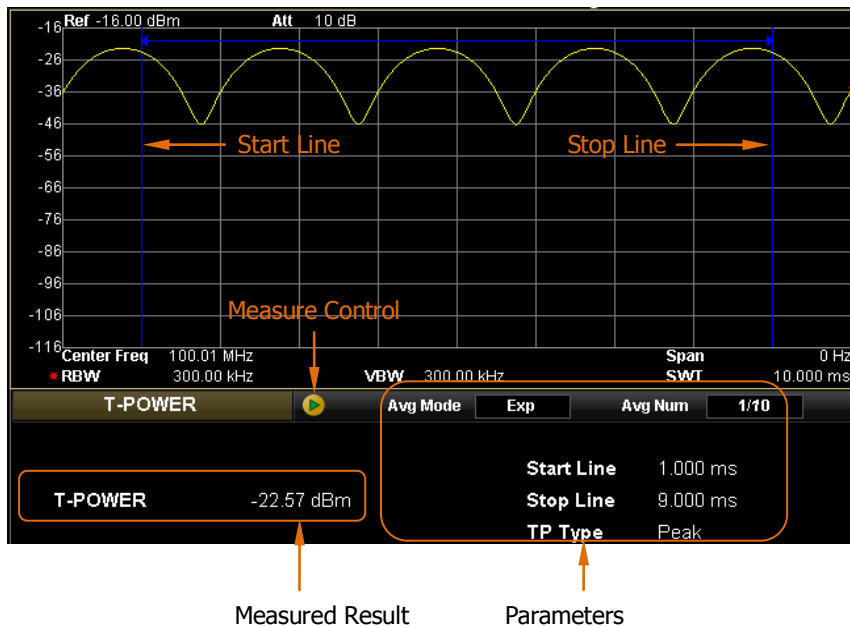 Ref -16.00 dBm Att 10 dB
-16
-26
-36
-46
Start Line Stop Line
-56
-66
-76
-86
-96
Measure Control
-106
-116
Center Freq 100.01 MHz Span 0 Hz
* RBW 300.00 kHz VBW 300.00 kHz SWT 10.000 ms
T-POWER Avg Mode Exp Avg Num 1/10
Start Line 1.000 ms
T-POWER -22.57 dBm Stop Line 9.000 ms
TP Type Peak
Measured Result Parameters